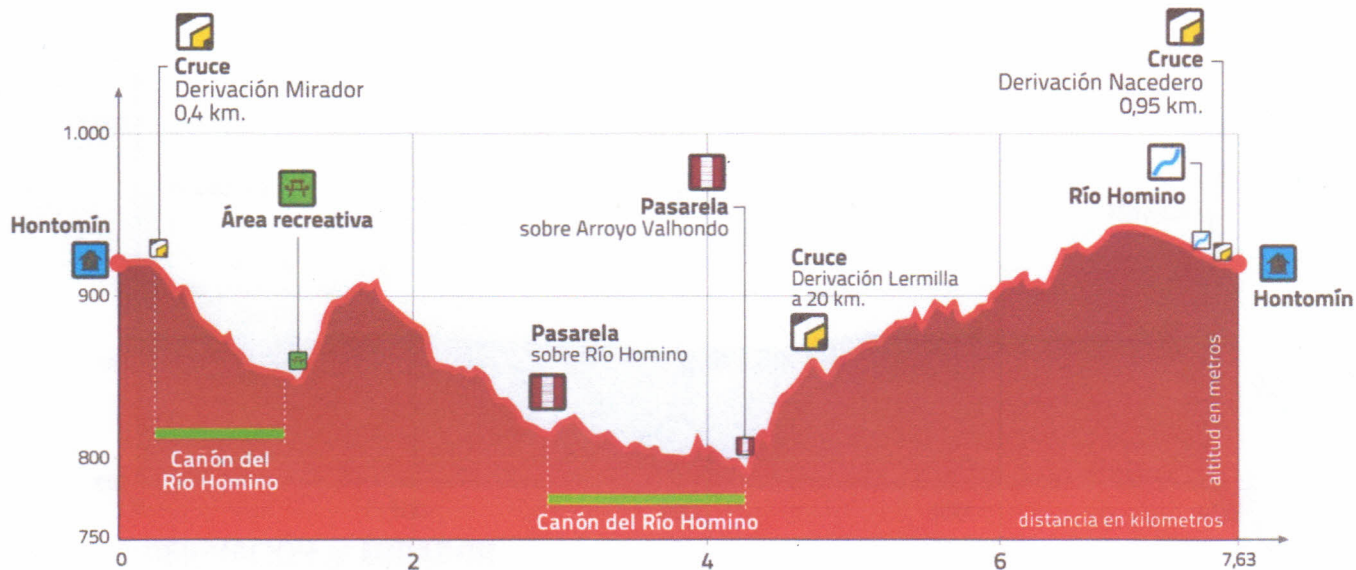 Cruce
Derivación Mirador
0,4 km.
Cruce
Derivación Nacedero
0,95 km.
1.000
Hontomín
Área recreativa
Pasarela
sobre Arroyo Valhondo
Río Homino
Cruce
Derivación Lermilla
a 20 km.
Hontomín
900
Pasarela
sobre Río Homino
altitud en metros
800
Cañón del
Río Homino
Cañón del Río Homino
distancia en kilometros
750
0
2
4
6
7,63